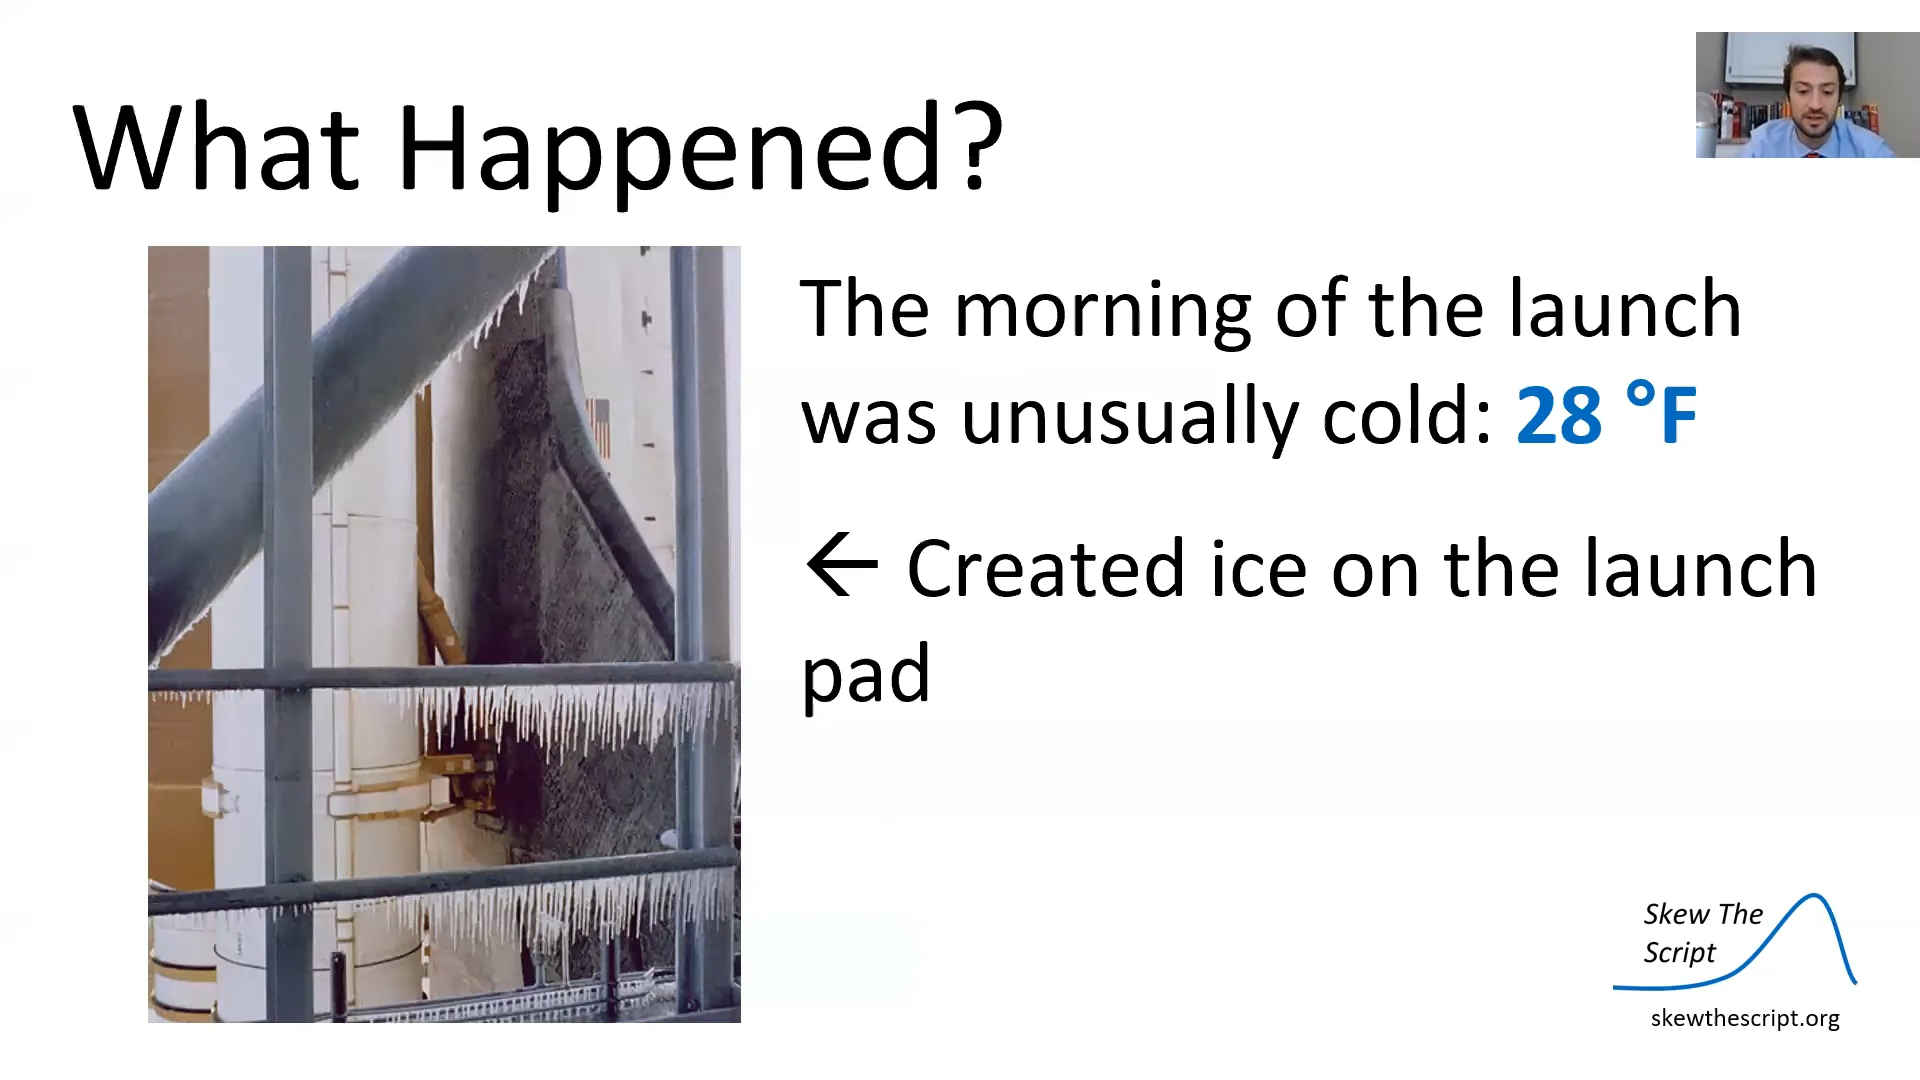 What Happened?
The morning of the launch
was unusually cold: 28 °F
← Created ice on the launch
pad
Skew The
Script
skewthescript.org